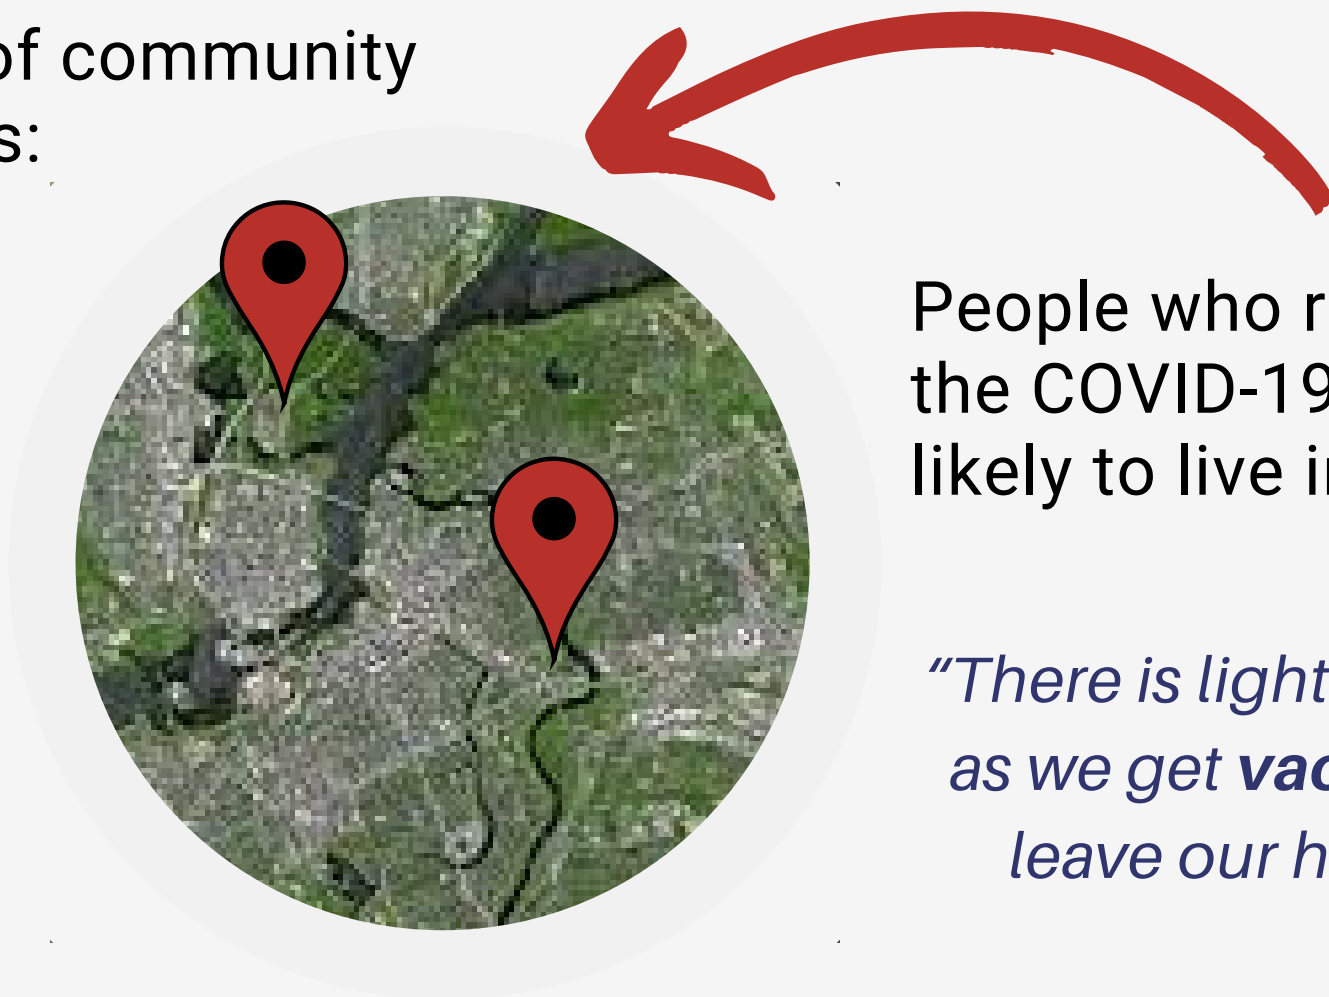 of community
s:
People who r
the COVID-19
likely to live in
“There is light
as we get vac
leave our h